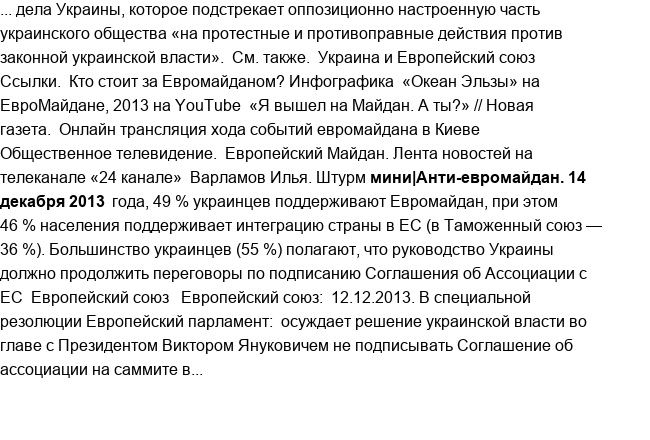 ... дела Украины, которое подстрекает оппозиционно настроенную часть
украинского общества «на протестные и противоправные действия против
законной украинской власти».  См. также.  Украина и Европейский союз
Ссылки.  Кто стоит за Евромайданом? Инфографика  «Океан Эльзы» на
ЕвроМайдане, 2013 на YouTube  «Я вышел на Майдан. А ты?» // Новая
газета.  Онлайн трансляция хода событий евромайдана в Киеве
Общественное телевидение.  Европейский Майдан. Лента новостей на
телеканале «24 канале»  Варламов Илья. Штурм мини|Анти-евромайдан. 14
декабря 2013  года, 49 % украинцев поддерживают Евромайдан, при этом
46 % населения поддерживает интеграцию страны в ЕС (в Таможенный союз —
36 %). Большинство украинцев (55 %) полагают, что руководство Украины
должно продолжить переговоры по подписанию Соглашения об Ассоциации с
ЕС  Европейский союз   Европейский союз:  12.12.2013. В специальной
резолюции Европейский парламент:  осуждает решение украинской власти во
главе с Президентом Виктором Януковичем не подписывать Соглашение об
ассоциации на саммите в...